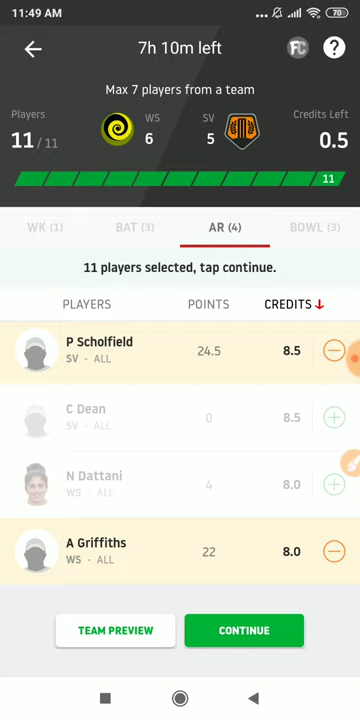 11:49 AM
70
7h 10m left
FC
?
Max 7 players from a team
Players
11 / 11
WS
6
SV
5
Credits Left
0.5
11
WK (1)
BAT (3)
AR (4)
BOWL (3)
11 players selected, tap continue.
PLAYERS
POINTS
CREDITS
P Scholfield
SV - ALL
24.5
8.5
C Dean
SV - ALL
0
8.5
N Dattani
WS - ALL
4
8.0
A Griffiths
WS - ALL
22
8.0
TEAM PREVIEW
CONTINUE